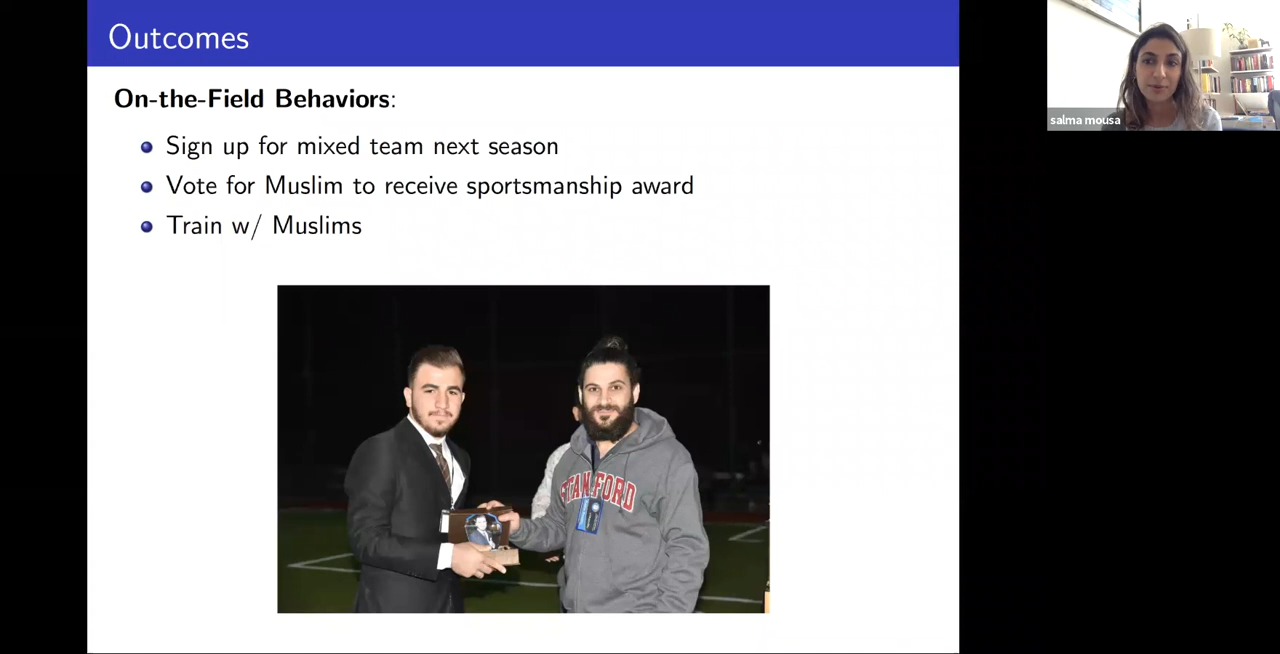 Outcomes
On-the-Field Behaviors:
Sign up for mixed team next season
Vote for Muslim to receive sportsmanship award
Train w/ Muslims
STANFORD
salma mousa